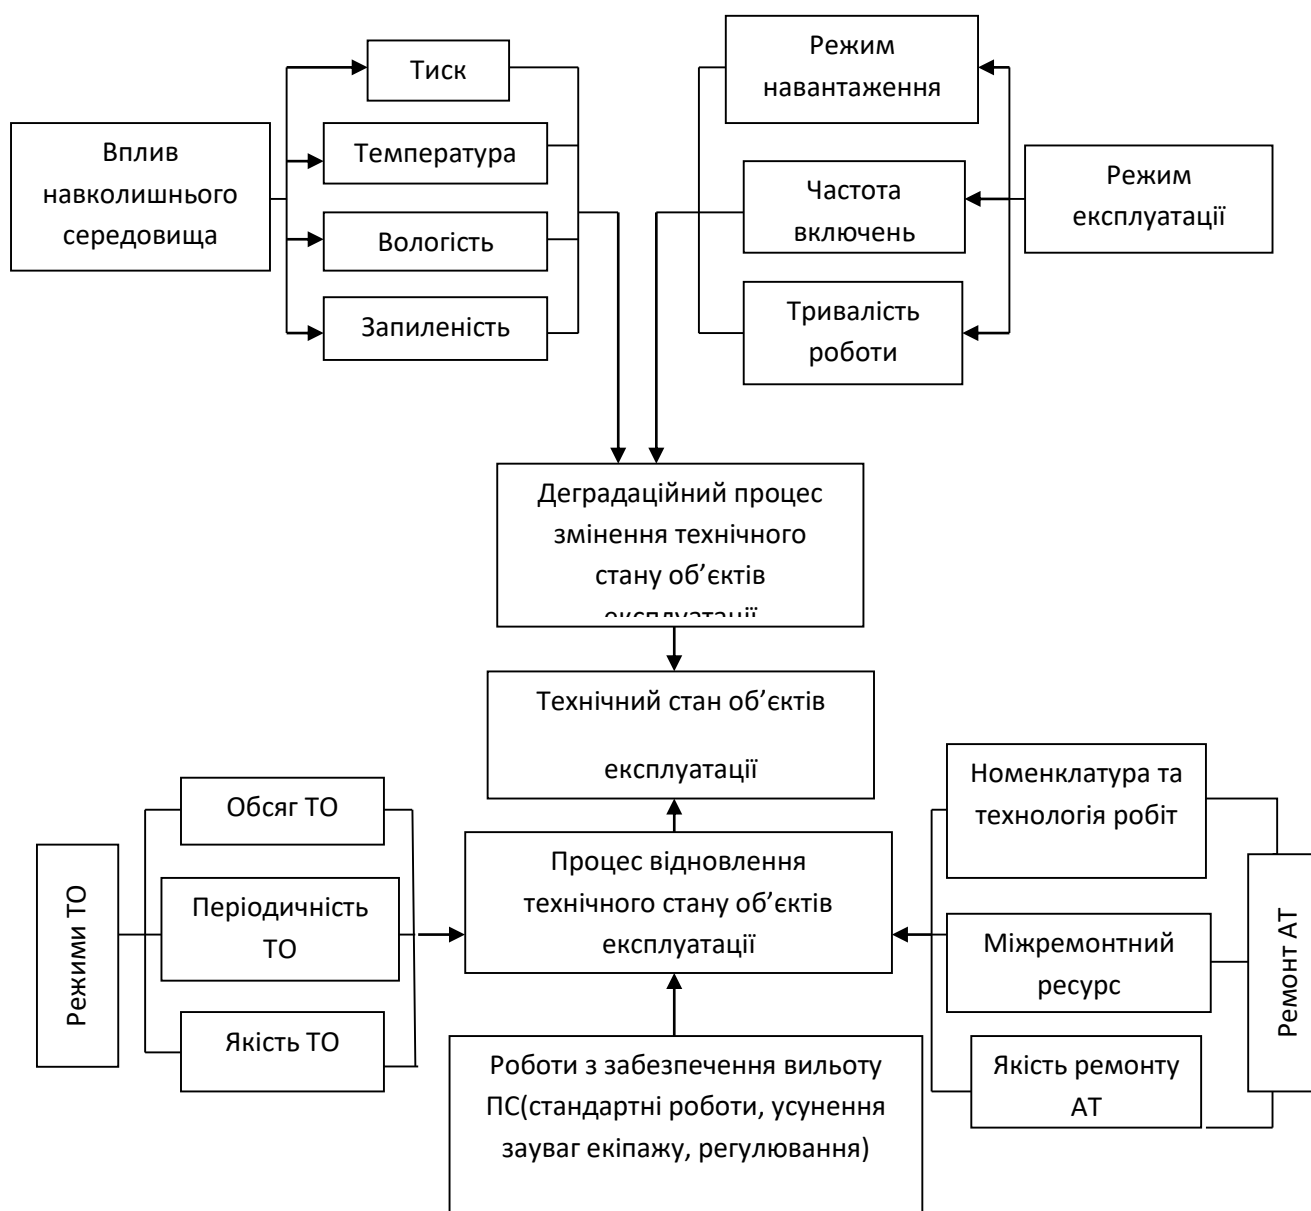 Тиск
Температура
Вологість
Запиленість
Вплив
навколишнього
середовища
Режим
навантаження
Частота
включень
Тривалість
роботи
Режим
експлуатації
Деградаційний процес
змінення технічного
стану об’єктів
експлуатації
Технічний стан об’єктів
експлуатації
Режими ТО
Обсяг ТО
Періодичність
ТО
Якість ТО
Процес відновлення
технічного стану об’єктів
експлуатації
Номенклатура та
технологія робіт
Міжремонтний
ресурс
Якість ремонту
АТ
Ремонт АТ
Роботи з забезпечення вильоту
ПС(стандартні роботи, усунення
зауваг екіпажу, регулювання)